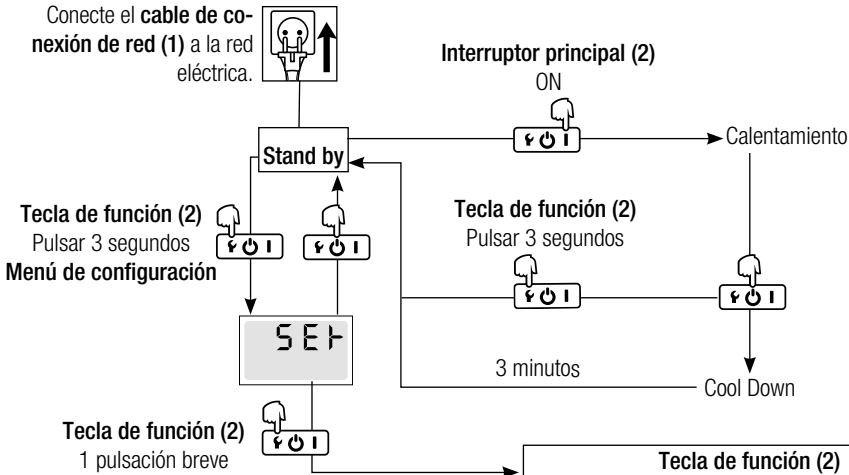 Conecte el cable de co-
nexión de red (1) a la red
eléctrica.
Interruptor principal (2)
ON
Stand by
Calentamiento
Tecla de función (2)
Pulsar 3 segundos
Menú de configuración
Tecla de función (2)
Pulsar 3 segundos
SEt
3 minutos
Cool Down
Tecla de función (2)
1 pulsación breve
Tecla de función (2)